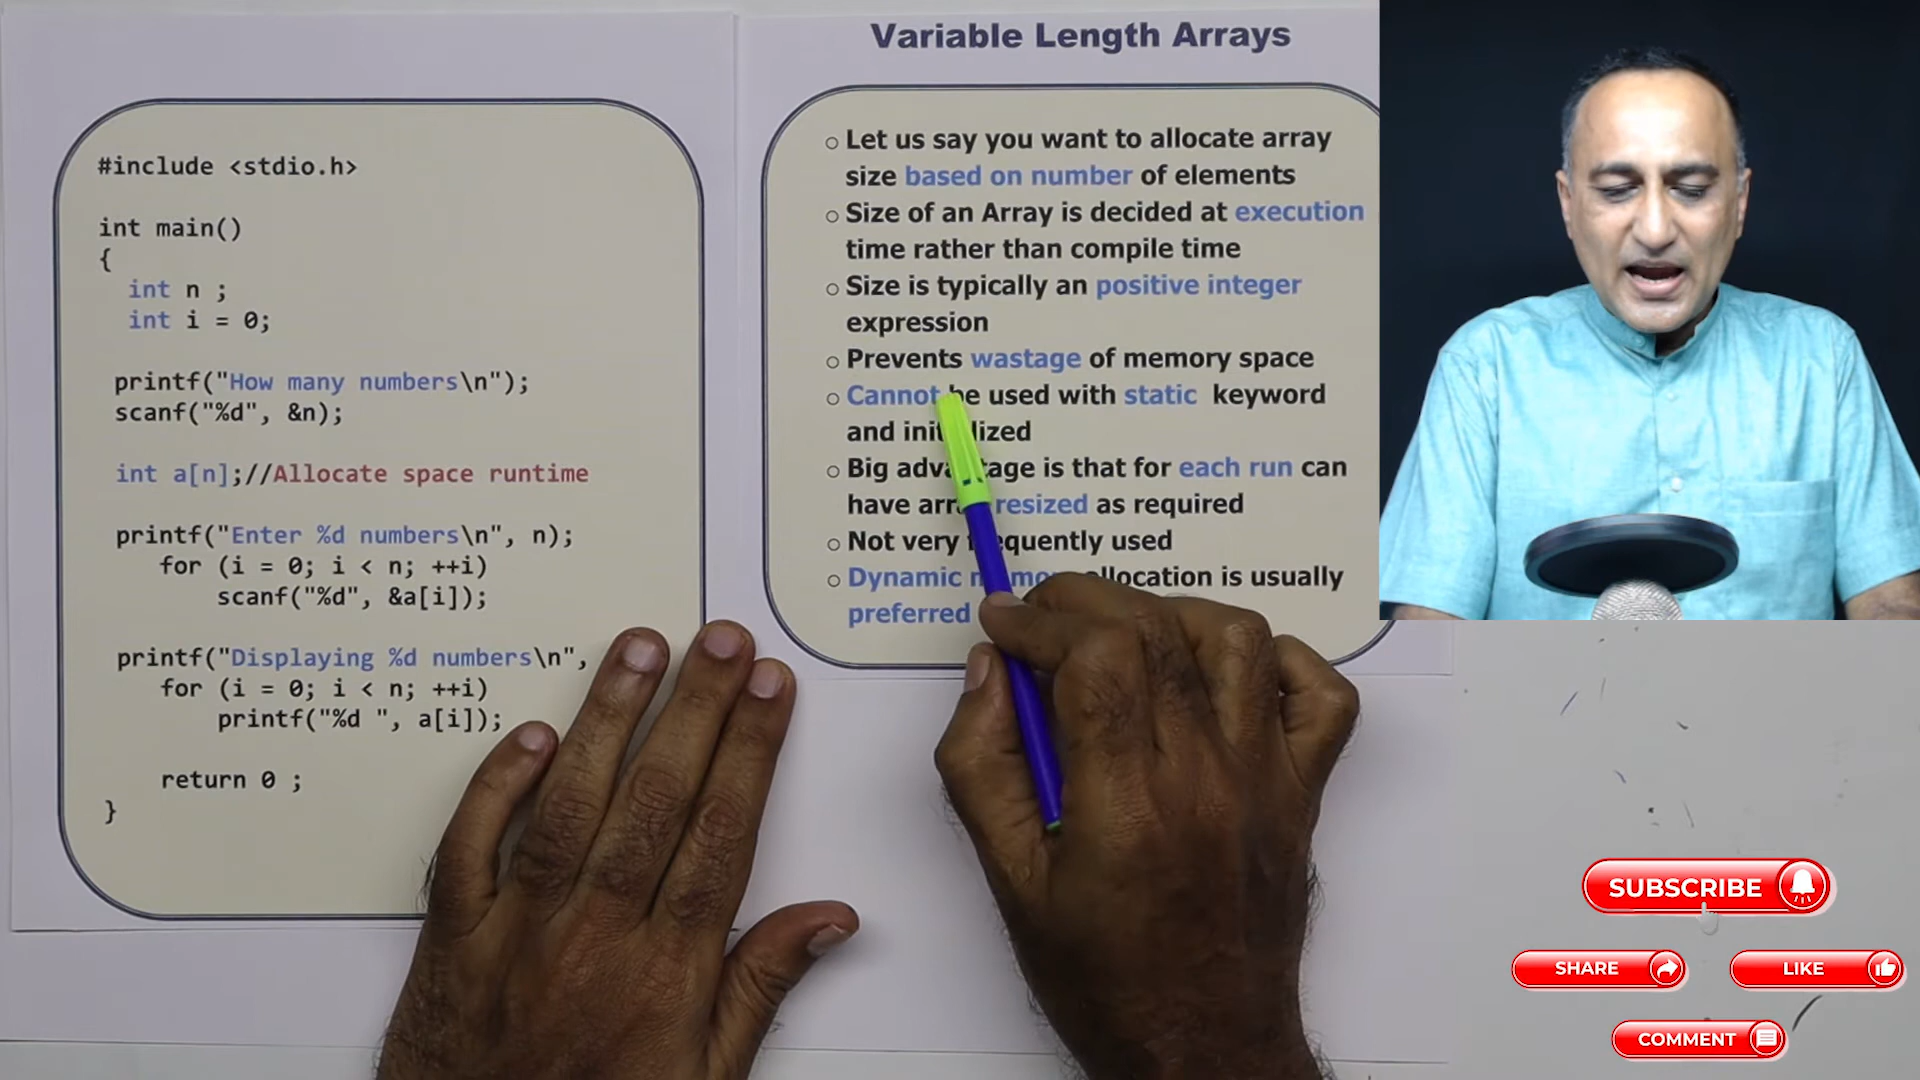 #include <stdio.h>
int main()
{
int n ;
int i = 0;
printf("How many numbers\n");
scanf("%d", &n);
int a[n];//Allocate space runtime
printf("Enter %d numbers\n", n);
for (i = 0; i < n; ++i)
scanf("%d", &a[i]);
printf("Displaying %d numbers\n",
for (i = 0; i < n; ++i)
printf("%d ", a[i]);
return 0 ;
}
Variable Length Arrays
○ Let us say you want to allocate array
size based on number of elements
○ Size of an Array is decided at execution
time rather than compile time
○ Size is typically an positive integer
expression
○ Prevents wastage of memory space
○ Cannot be used with static keyword
and initialized
○ Big advantage is that for each run can
have array resized as required
○ Not very frequently used
○ Dynamic memory allocation is usually
preferred
SUBSCRIBE
SHARE
LIKE
COMMENT